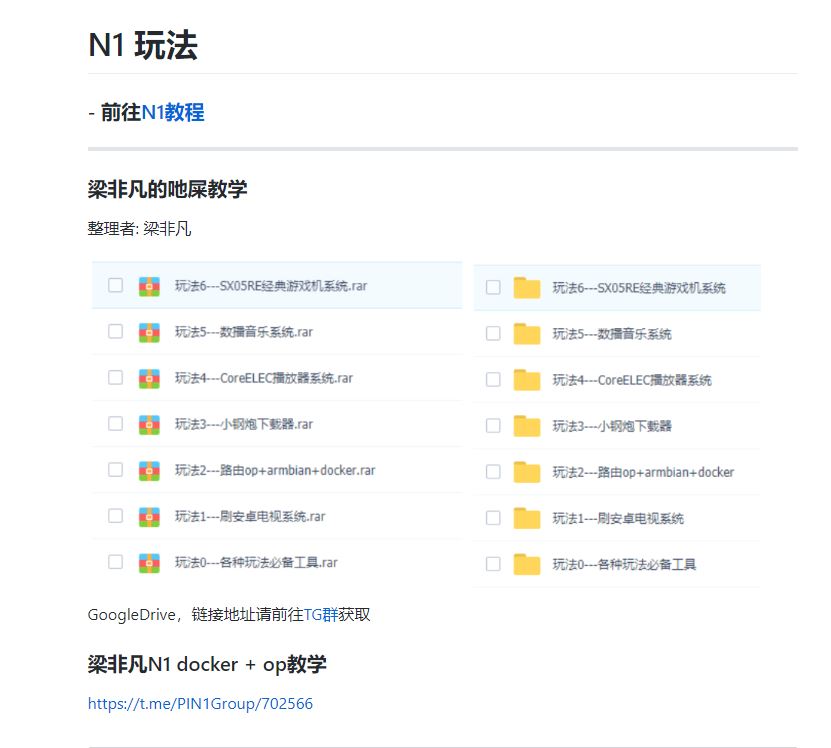 N1 玩法
- 前往N1教程
梁非凡的吔屎教学
整理者: 梁非凡
玩法6---SX05RE经典游戏机系统.rar
玩法5---数播音乐系统.rar
玩法4---CoreELEC播放器系统.rar
玩法3---小钢炮下载器.rar
玩法2---路由op+armbian+docker.rar
玩法1---刷安卓电视系统.rar
玩法0---各种玩法必备工具.rar
玩法6---SX05RE经典游戏机系统
玩法5---数播音乐系统
玩法4---CoreELEC播放器系统
玩法3---小钢炮下载器
玩法2---路由op+armbian+docker
玩法1---刷安卓电视系统
玩法0---各种玩法必备工具
GoogleDrive，链接地址请前往TG群获取
梁非凡N1 docker + op教学
https://t.me/PIN1Group/702566